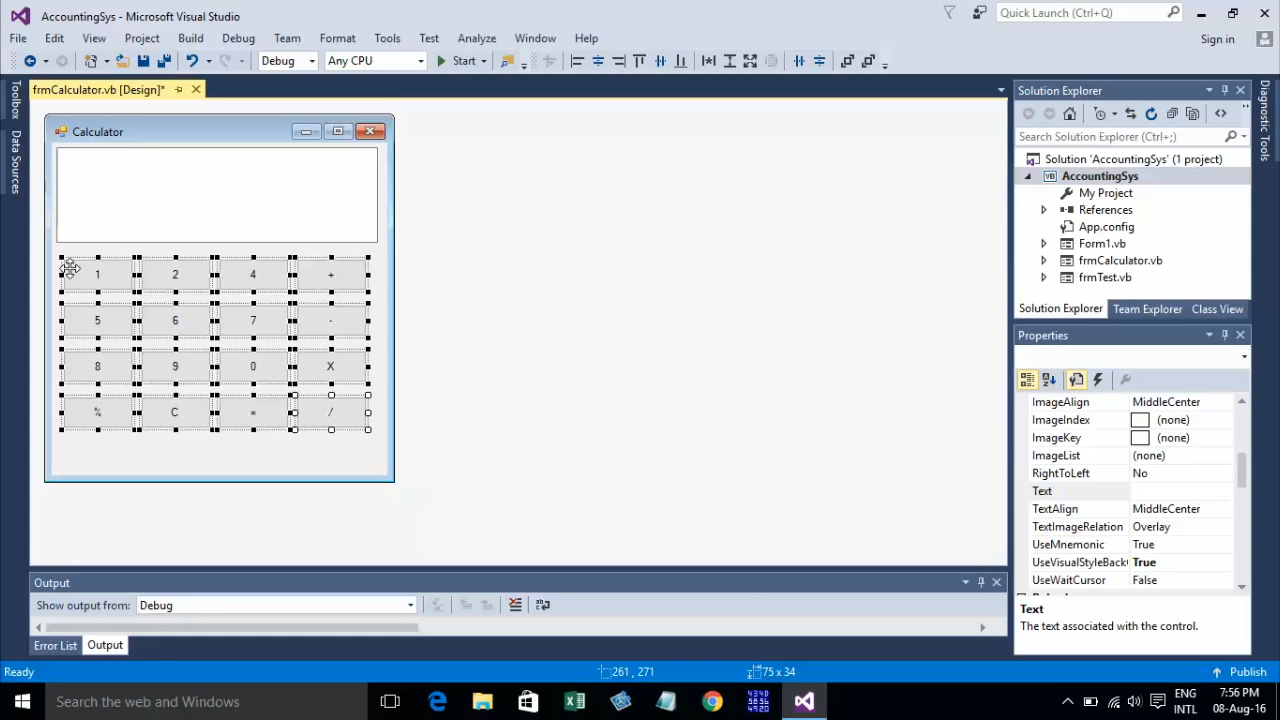 AccountingSys - Microsoft Visual Studio
Quick Launch (Ctrl+Q)
File Edit View Project Build Debug Team Format Tools Test Analyze Window Help
Sign in
Debug Any CPU Start
Toolbox
Data Sources
frmCalculator.vb [Design]*
Calculator
1 2 4 +
5 6 7 -
8 9 0 X
% C = /
Solution Explorer
Search Solution Explorer (Ctrl+;)
Solution 'AccountingSys' (1 project)
VB AccountingSys
My Project
References
App.config
Form1.vb
frmCalculator.vb
frmTest.vb
Solution Explorer Team Explorer Class View
Diagnostic Tools
Properties
ImageAlign MiddleCenter
ImageIndex (none)
ImageKey (none)
ImageList (none)
RightToLeft No
Text
TextAlign MiddleCenter
TextImageRelation Overlay
UseMnemonic True
UseVisualStyleBack True
UseWaitCursor False
Text
The text associated with the control.
Output
Show output from: Debug
Error List Output
Ready 261 , 271 75 x 34 Publish
Search the web and Windows
ENG 7:56 PM
INTL 08-Aug-16